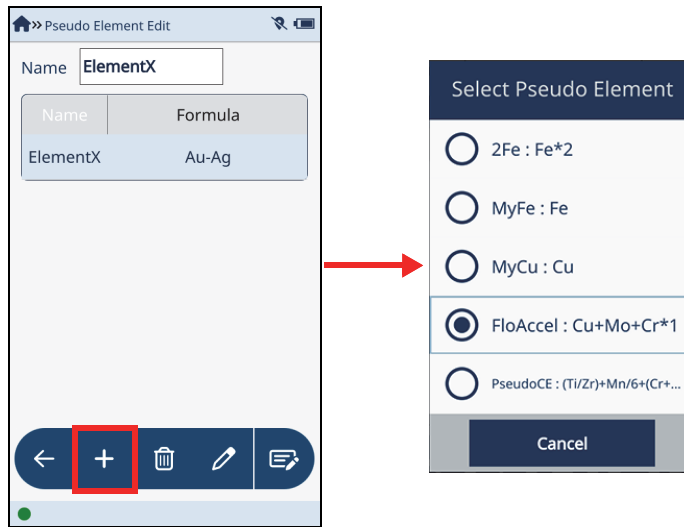 » Pseudo Element Edit
Name ElementX
Name Formula
ElementX Au-Ag
Select Pseudo Element
2Fe : Fe*2
MyFe : Fe
MyCu : Cu
FloAccel : Cu+Mo+Cr*1
PseudoCE : (Ti/Zr)+Mn/6+(Cr+...
Cancel